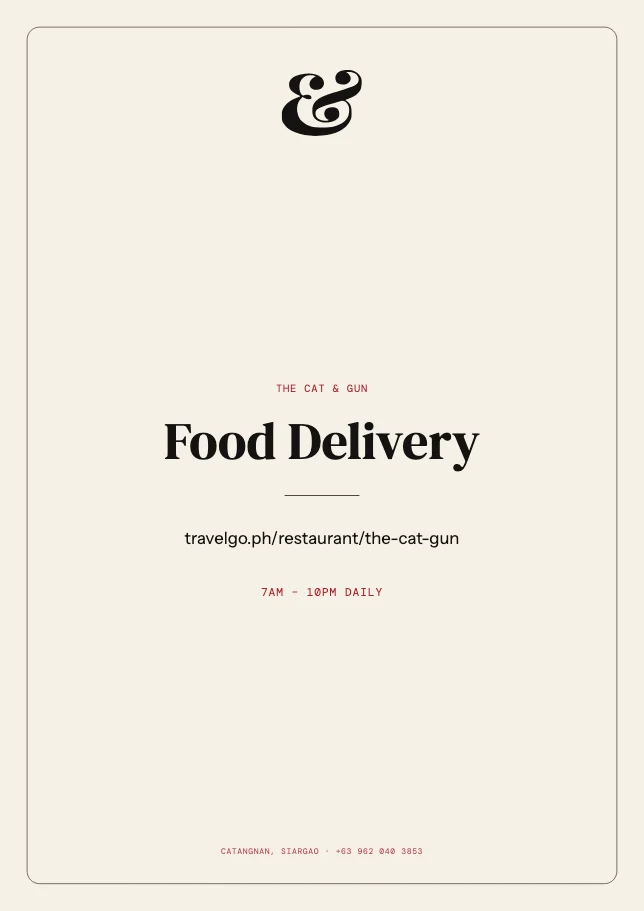 &
THE CAT & GUN
Food Delivery
travelgo.ph/restaurant/the-cat-gun
7AM – 10PM DAILY
CATANGNAN, SIARGAO · +63 962 040 3853